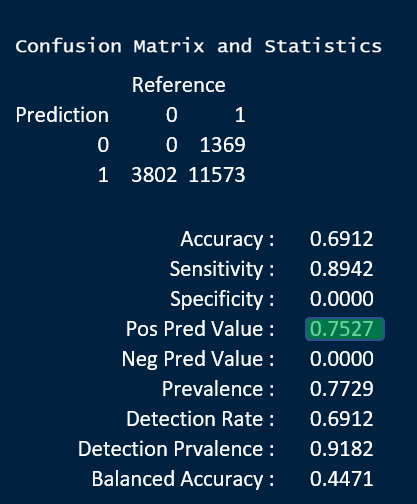 Confusion Matrix and Statistics
Reference
Prediction 0 1
0 0 1369
1 3802 11573
Accuracy : 0.6912
Sensitivity : 0.8942
Specificity : 0.0000
Pos Pred Value : 0.7527
Neg Pred Value : 0.0000
Prevalence : 0.7729
Detection Rate : 0.6912
Detection Prvalence : 0.9182
Balanced Accuracy : 0.4471